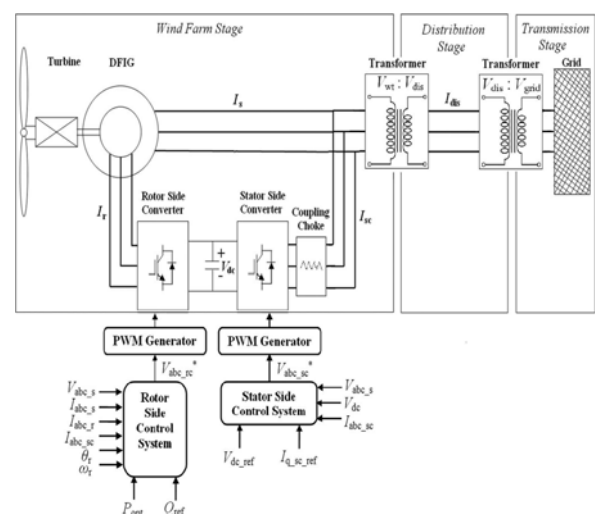 Wind Farm Stage
Distribution
Stage
Transmission
Stage
Turbine
DFIG
Transformer
V_wt : V_dis
Transformer
V_dis : V_grid
Grid
I_s
I_dis
I_r
Rotor Side
Converter
Stator Side
Converter
Coupling
Choke
I_sc
+
V_dc
-
PWM Generator
PWM Generator
V_abc_rc*
V_abc_sc*
V_abc_s
I_abc_s
I_abc_r
I_abc_sc
θ_r
ω_r
Rotor
Side
Control
System
Stator Side
Control System
V_abc_s
V_dc
I_abc_sc
V_dc_ref
I_q_sc_ref
P_opt
Q_ref